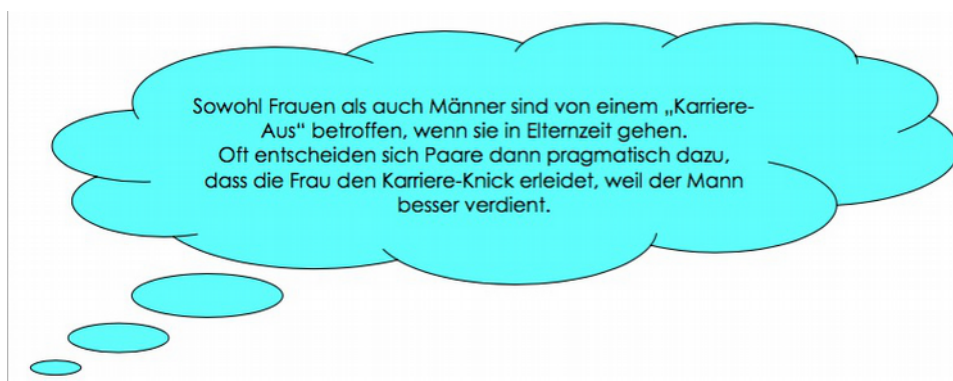 Sowohl Frauen als auch Männer sind von einem „Karriere-
Aus“ betroffen, wenn sie in Elternzeit gehen.
Oft entscheiden sich Paare dann pragmatisch dazu,
dass die Frau den Karriere-Knick erleidet, weil der Mann
besser verdient.